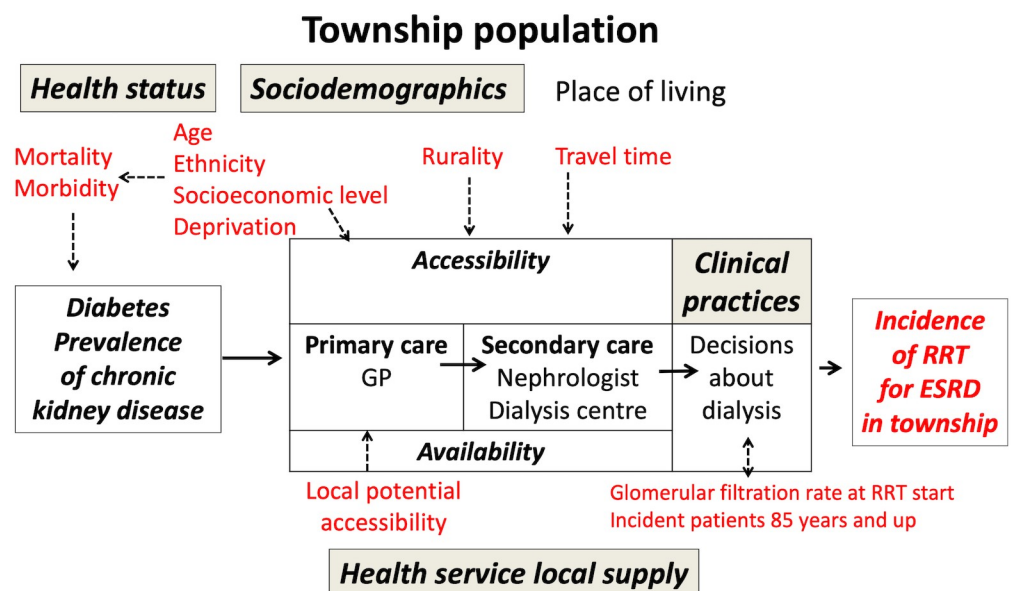 Township population
Health status
Sociodemographics
Place of living
Mortality
Morbidity
Age
Ethnicity
Socioeconomic level
Deprivation
Rurality
Travel time
Accessibility
Clinical
practices
Diabetes
Prevalence
of chronic
kidney disease
Primary care
GP
Secondary care
Nephrologist
Dialysis centre
Decisions
about
dialysis
Incidence
of RRT
for ESRD
in township
Availability
Local potential
accessibility
Glomerular filtration rate at RRT start
Incident patients 85 years and up
Health service local supply